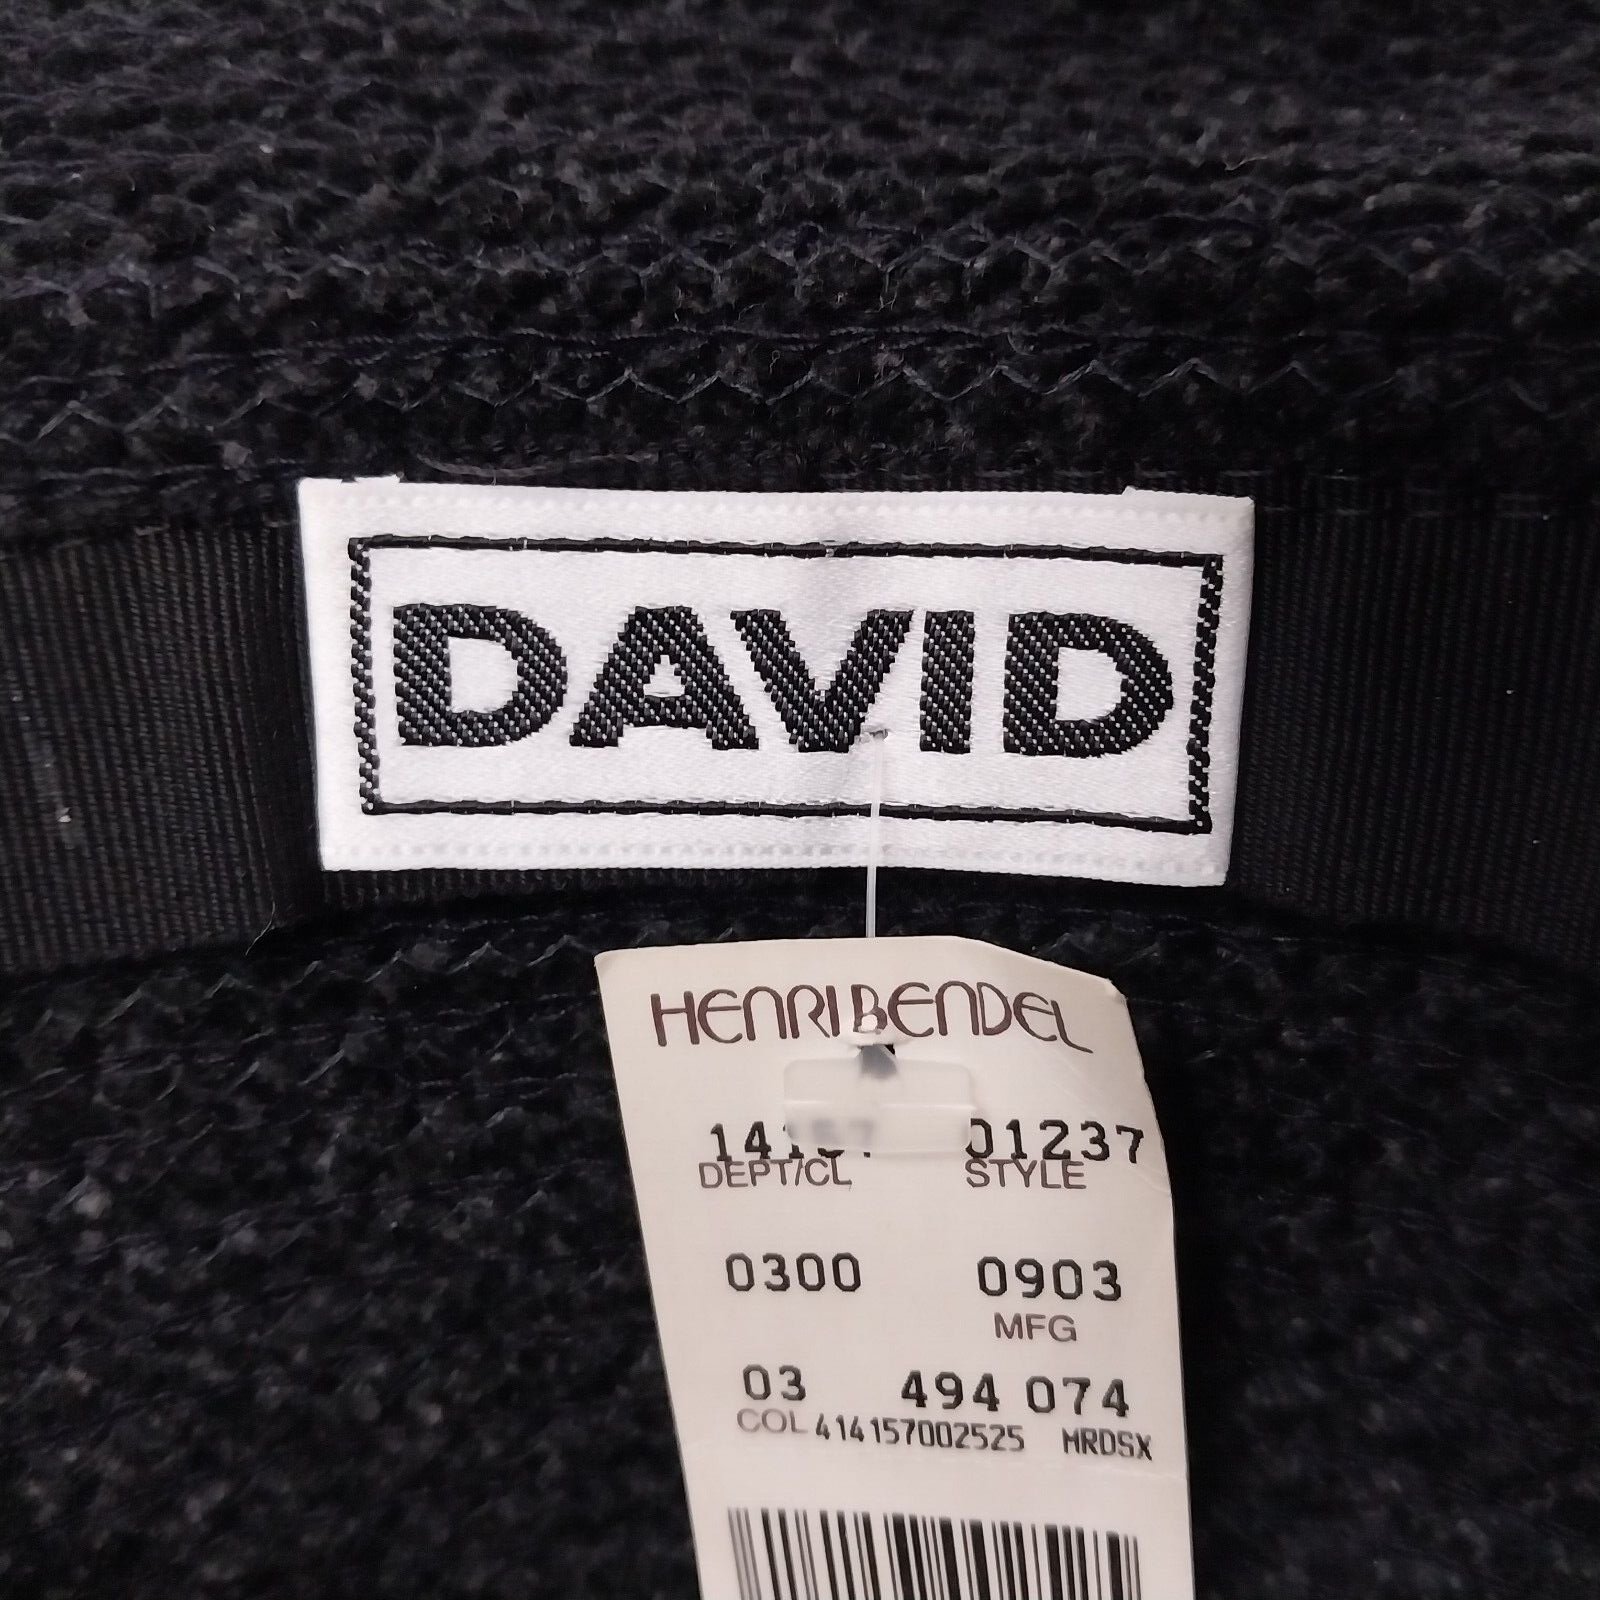 DAVID
HENRI BENDEL
01237
DEPT/CL STYLE
0300 0903
MFG
03 494 074
COL 414157002525 MRDSX